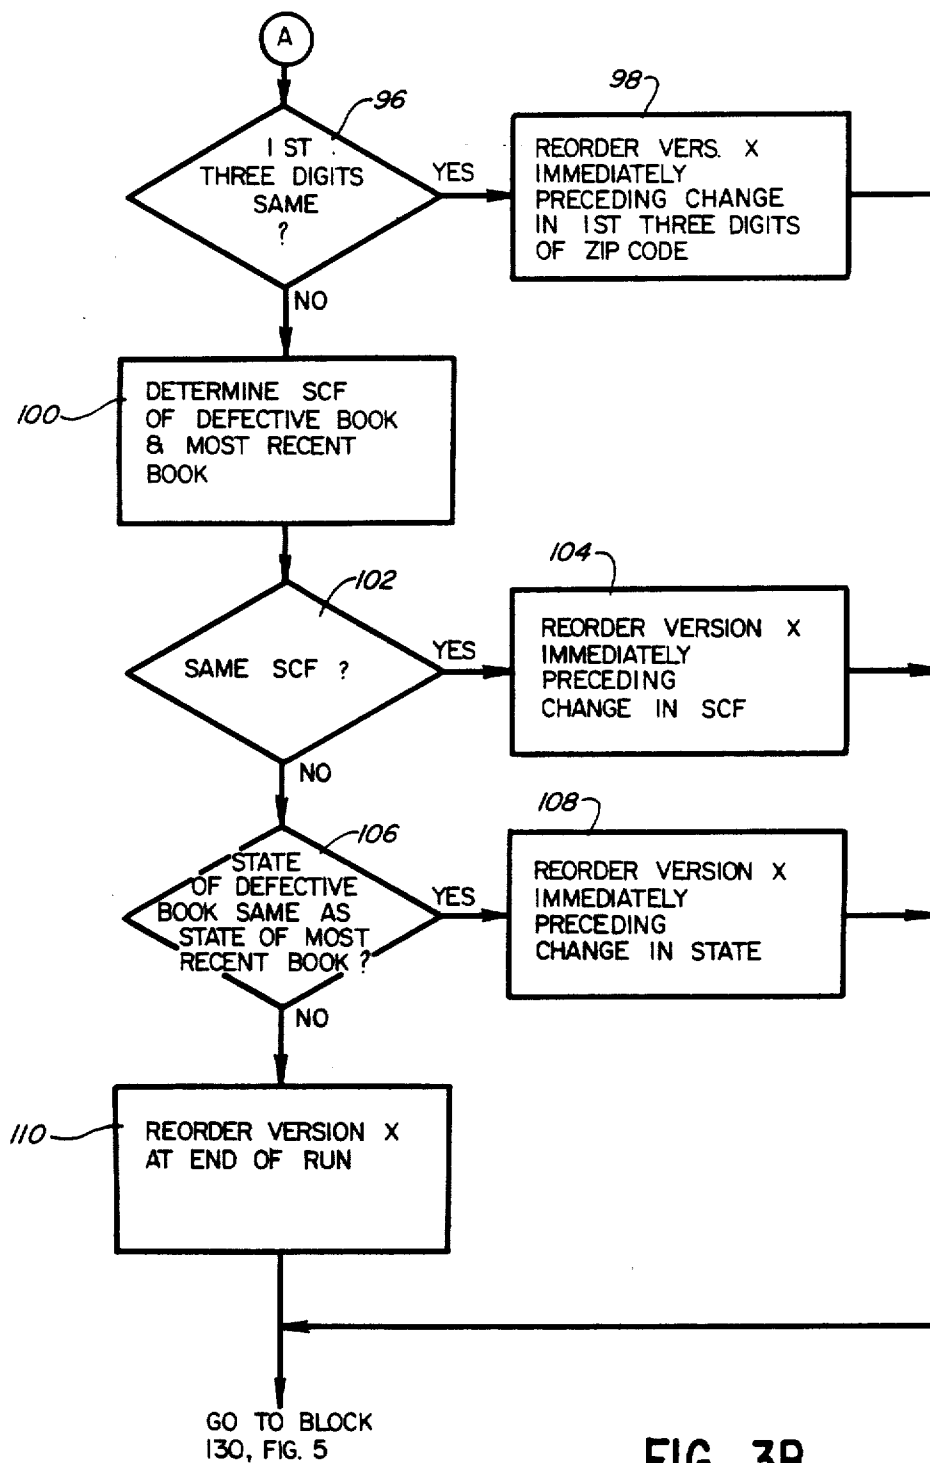 A
96
1 ST
THREE DIGITS
SAME
?
YES
98
REORDER VERS. X
IMMEDIATELY
PRECEDING CHANGE
IN 1ST THREE DIGITS
OF ZIP CODE
NO
100
DETERMINE SCF
OF DEFECTIVE BOOK
& MOST RECENT
BOOK
102
SAME SCF ?
YES
104
REORDER VERSION X
IMMEDIATELY
PRECEDING
CHANGE IN SCF
NO
106
STATE
OF DEFECTIVE
BOOK SAME AS
STATE OF MOST
RECENT BOOK ?
YES
108
REORDER VERSION X
IMMEDIATELY
PRECEDING
CHANGE IN STATE
NO
110
REORDER VERSION X
AT END OF RUN
GO TO BLOCK
130, FIG. 5
FIG. 3B